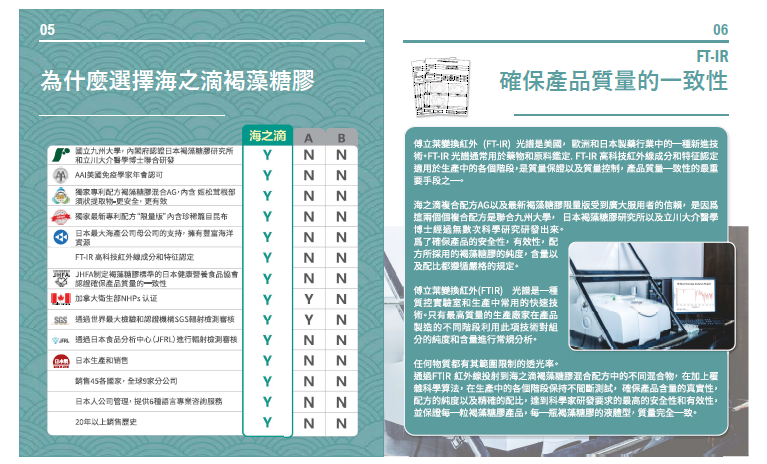 05
為什麼選擇海之滴褐藻糖膠
海之滴 A B
國立九州大學,內閣府認證日本褐藻糖膠研究所
和立川大介醫學博士聯合研發 Y N N
AAI美國免疫學家年會認可 Y N N
獨家專利配方褐藻糖膠混合AG,內含 姬松茸根部
須狀提取物-更安全,更有效 Y N N
獨家最新專利配方 “限量版” 內含珍稀醫目昆布 Y N N
日本最大海產公司母公司的支持,擁有豐富海洋
資源 Y N N
FT-IR 高科技紅外線成分和特征認定 Y N N
JHFA
JHFA制定褐藻糖膠標準的日本健康營養食品協會
認證確保產品質量的一致性 Y N N
加拿大衛生部NHPs 认证 Y Y N
SGS
通過世界最大檢驗和認證機構SGS輻射檢測審核 Y Y N
JFRL
通過日本食品分析中心 (JFRL) 進行輻射檢測審核 Y N N
日本生產和销售 Y N N
銷售45各國家,全球9家分公司 Y N N
日本人公司管理,提供6種語言專業咨詢服務 Y N N
20年以上銷售歷史 Y N N
06
FT-IR
確保產品質量的一致性
傅立葉變換紅外 (FT-IR) 光譜是美國, 歐洲和日本製藥行業中的一種新進技
術。FT-IR 光譜通常用於藥物和原料鑑定. FT-IR 高科技紅外線成分和特征認定
適用於生產中的各個階段,是質量保證以及質量控制,產品質量一致性的最重
要手段之一。
海之滴複合配方AG以及最新褐藻糖膠限量版受到廣大服用者的信賴,是因爲
這兩個個複合配方是聯合九州大學, 日本褐藻糖膠研究所以及立川大介醫學
博士經過無數次科學研究研發出來。
爲了確保產品的安全性,有效性,配
方所採用的褐藻糖膠的純度,含量以
及配比都遵循嚴格的規定。
傅立葉變換紅外(FTIR) 光譜是一種
質控實驗室和生產中常用的快速技
術。只有最高質量的生產廠家在產品
製造的不同階段利用此項技術對組
分的純度和含量進行常規分析。
任何物質都有其範圍限制的透光率。
通過FTIR 紅外線投射到海之滴褐藻糖膠混合配方中的不同混合物,在加上覆
雜科學算法,在生產中的各個階段保持不間斷測試,確保產品含量的真實性,
配方的純度以及精確的配比,達到科學家研發要求的最高的安全性和有效性,
並保證每一粒褐藻糖膠產品,每一瓶褐藻糖膠的液體型,質量完全一致。